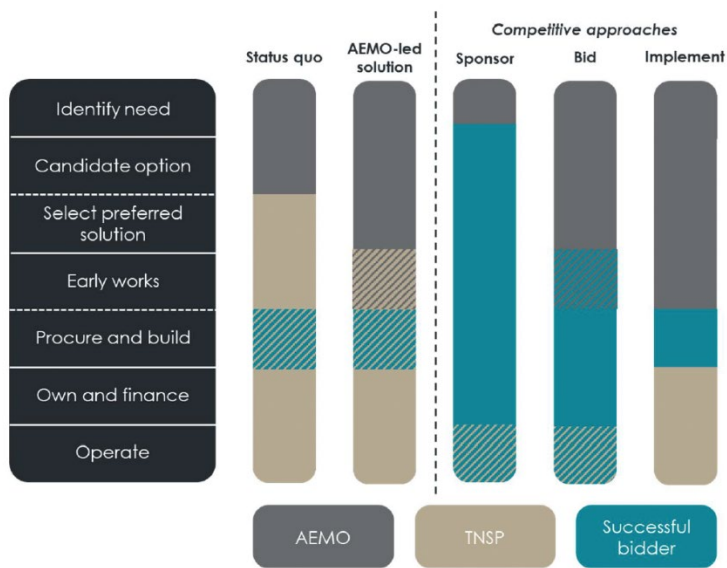 Competitive approaches
Status quo
AEMO-led
solution
Sponsor
Bid
Implement
Identify need
Candidate option
Select preferred
solution
Early works
Procure and build
Own and finance
Operate
AEMO
TNSP
Successful
bidder